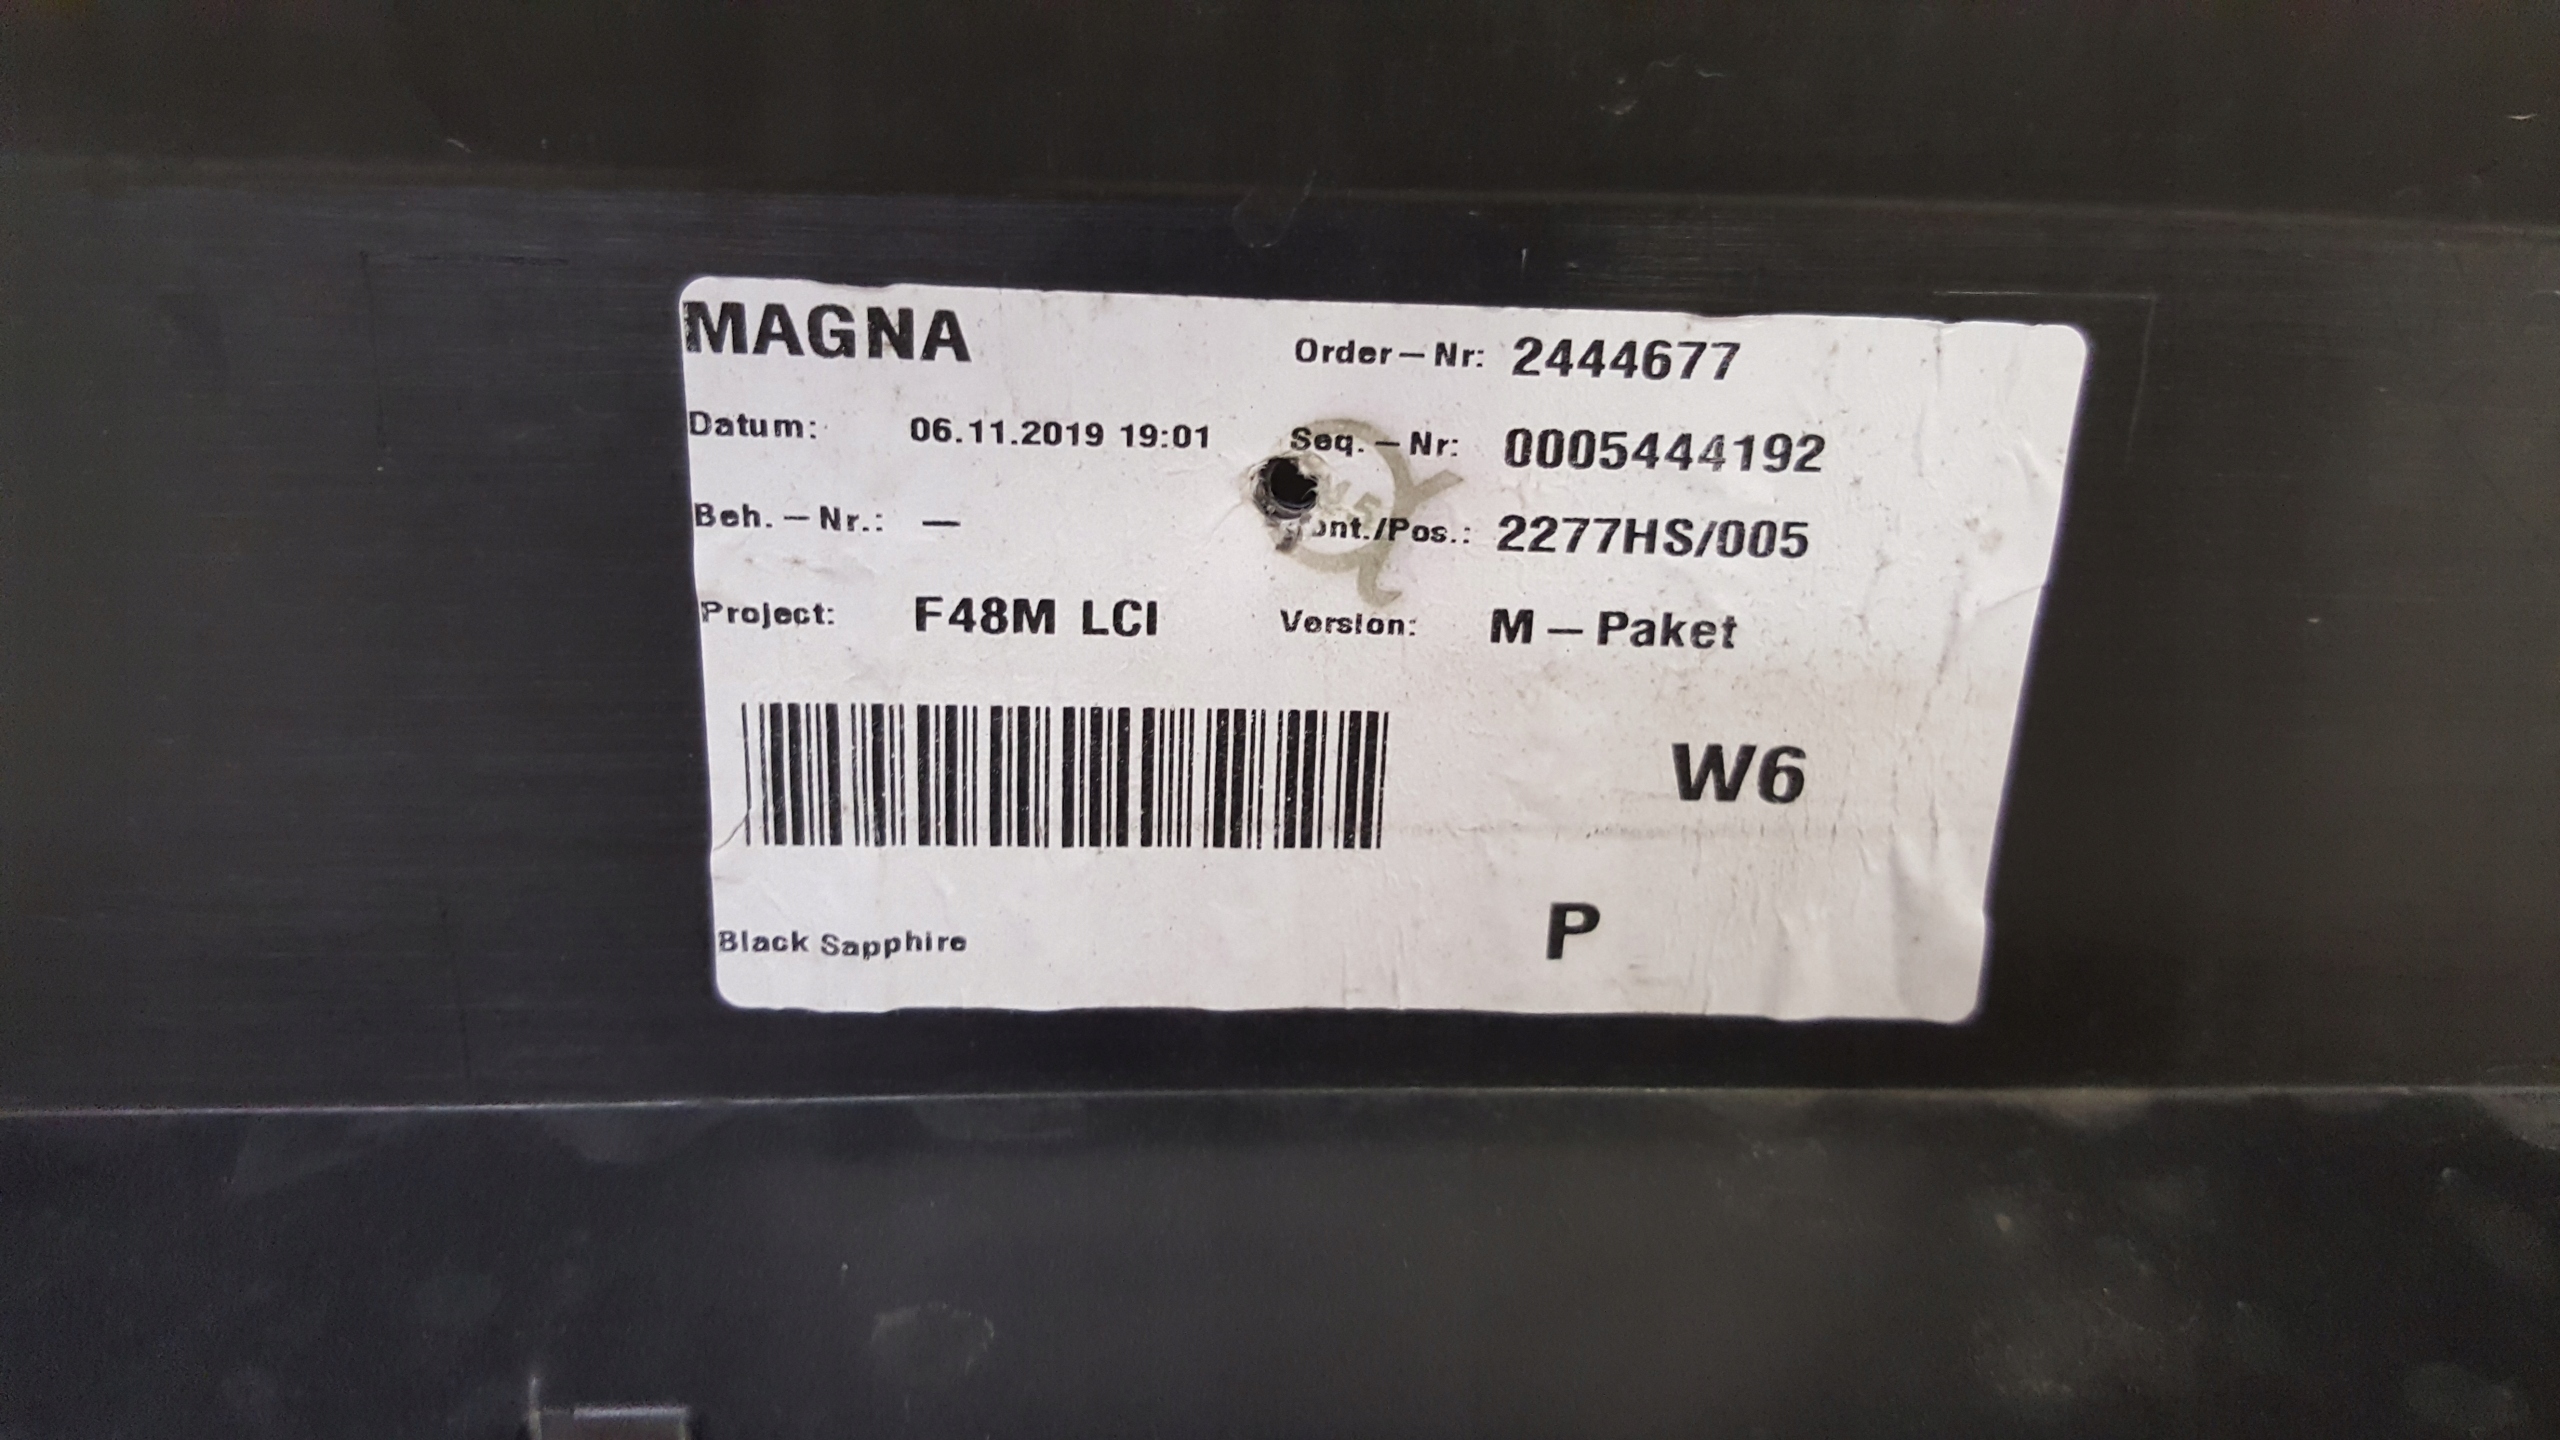 MAGNA Order-Nr: 2444677
Datum: 06.11.2019 19:01 Seq.-Nr: 0005444192
Beh.-Nr.: — 2277HS/005
Project: F48M LCI Version: M-Paket
W6
P
Black Sapphire